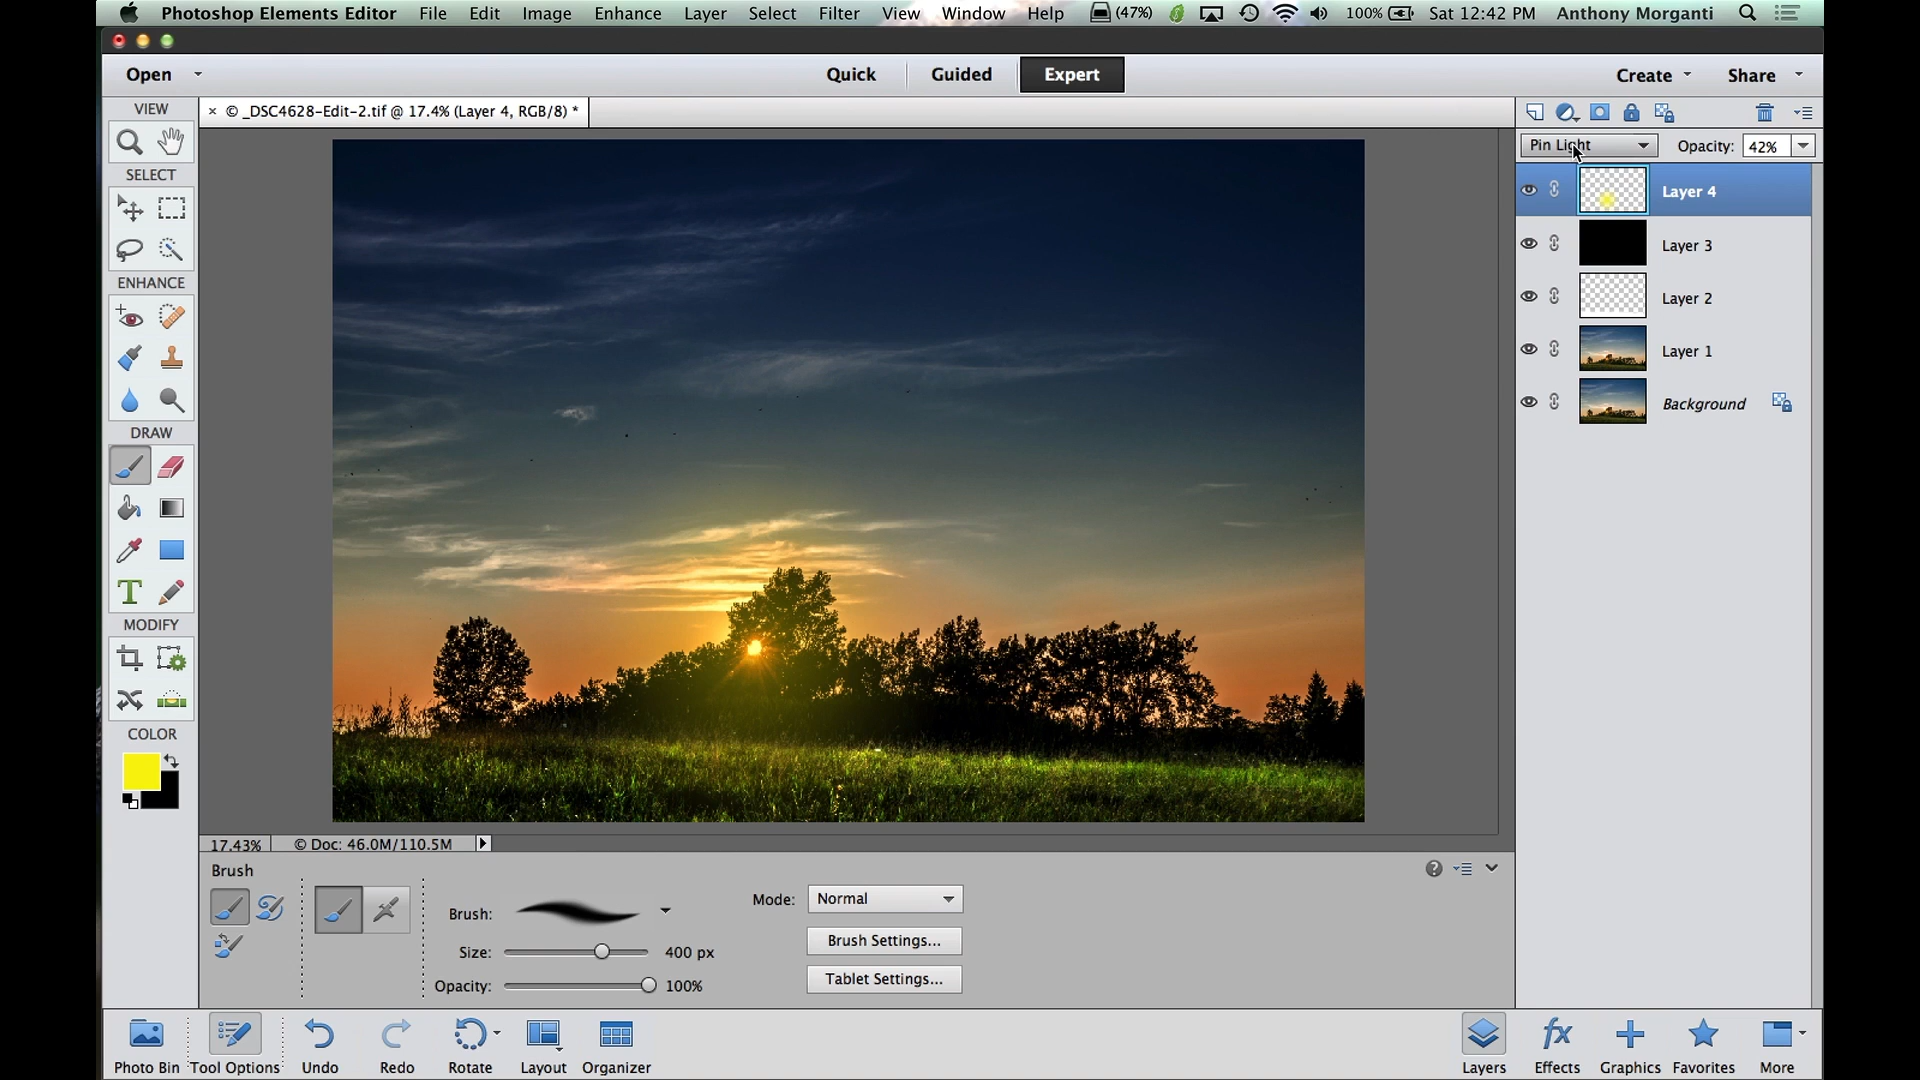 Photoshop Elements Editor File Edit Image Enhance Layer Select Filter View Window Help (47%) 100% Sat 12:42 PM Anthony Morganti
Open Quick Guided Expert Create Share
VIEW
× © _DSC4628-Edit-2.tif @ 17.4% (Layer 4, RGB/8) *
Pin Light Opacity: 42%
SELECT
Layer 4
Layer 3
ENHANCE
Layer 2
Layer 1
Background
DRAW
T
MODIFY
COLOR
17.43% © Doc: 46.0M/110.5M
Brush
Brush: Mode: Normal
Brush Settings...
Size: 400 px
Tablet Settings...
Opacity: 100%
Photo Bin Tool Options Undo Redo Rotate Layout Organizer Layers fx Effects Graphics Favorites More